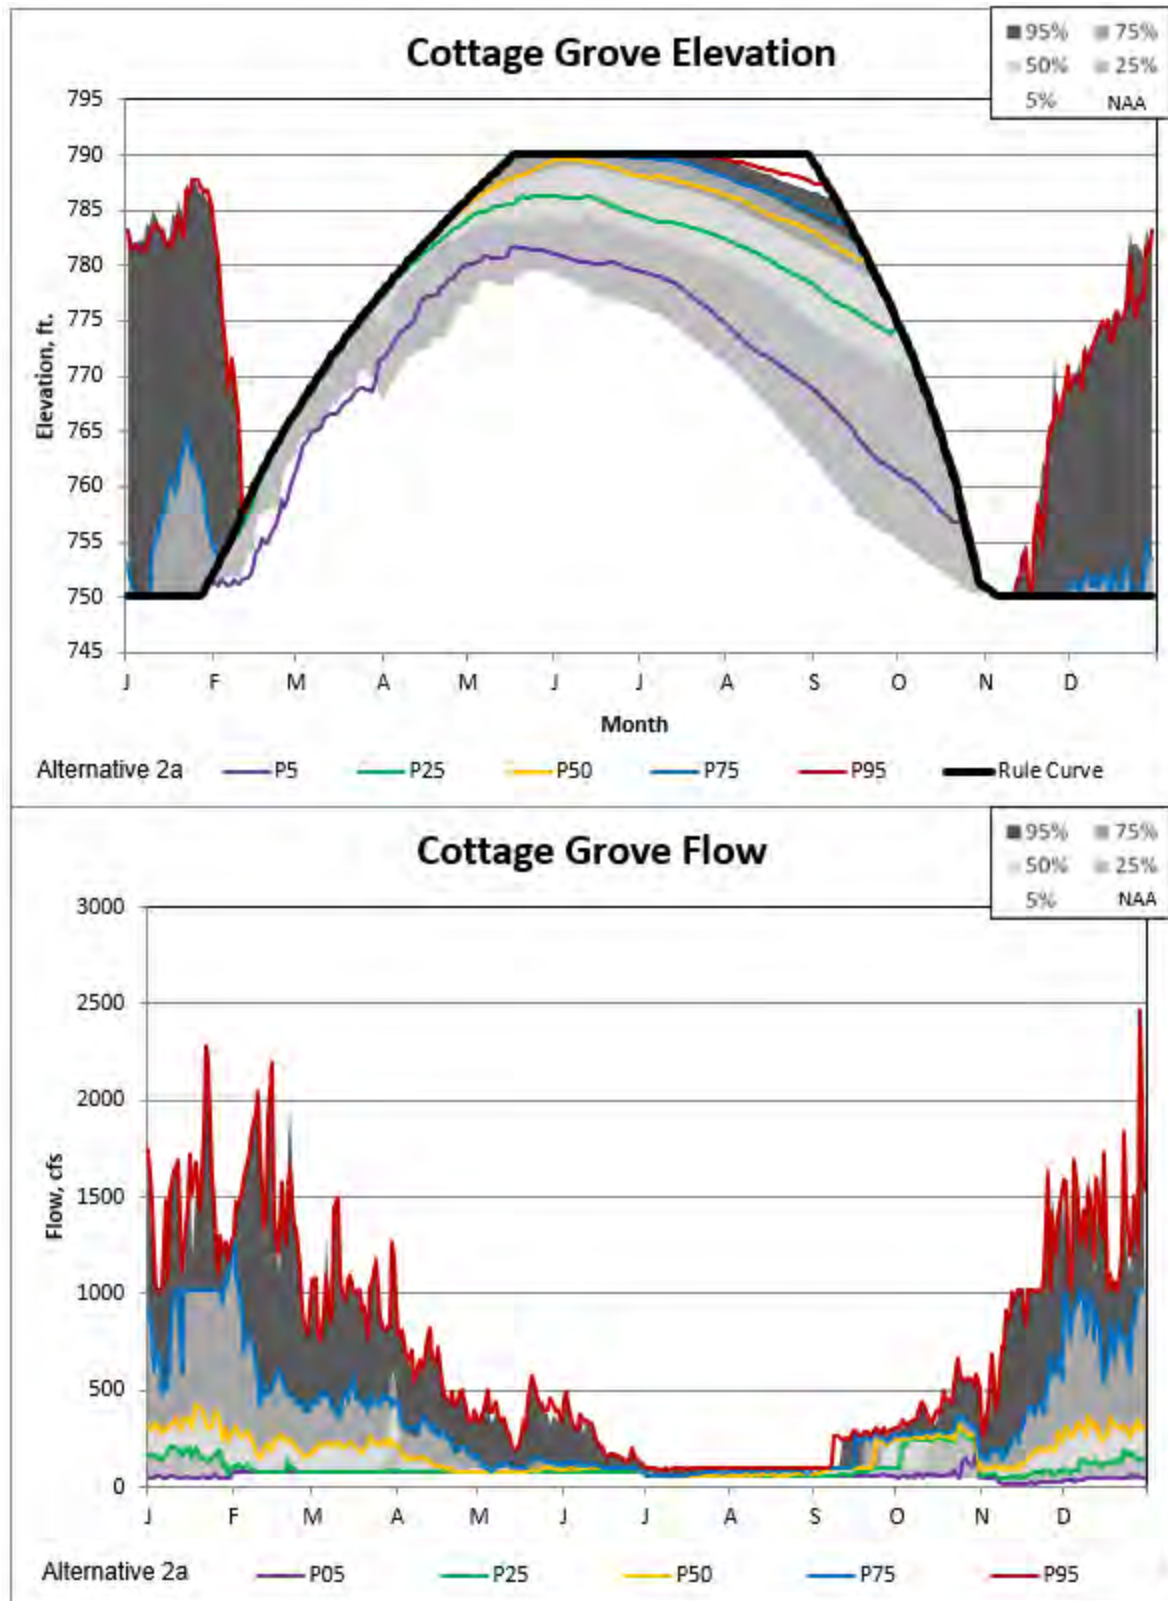 Cottage Grove Elevation
95% 75%
50% 25%
5% NAA
795
790
785
780
775
770
765
760
755
750
745
Elevation, ft.
J F M A M J J A S O N D
Month
Alternative 2a P5 P25 P50 P75 P95 Rule Curve
Cottage Grove Flow
95% 75%
50% 25%
5% NAA
3000
2500
2000
1500
1000
500
0
Flow, cfs
J F M A M J J A S O N D
Alternative 2a P05 P25 P50 P75 P95